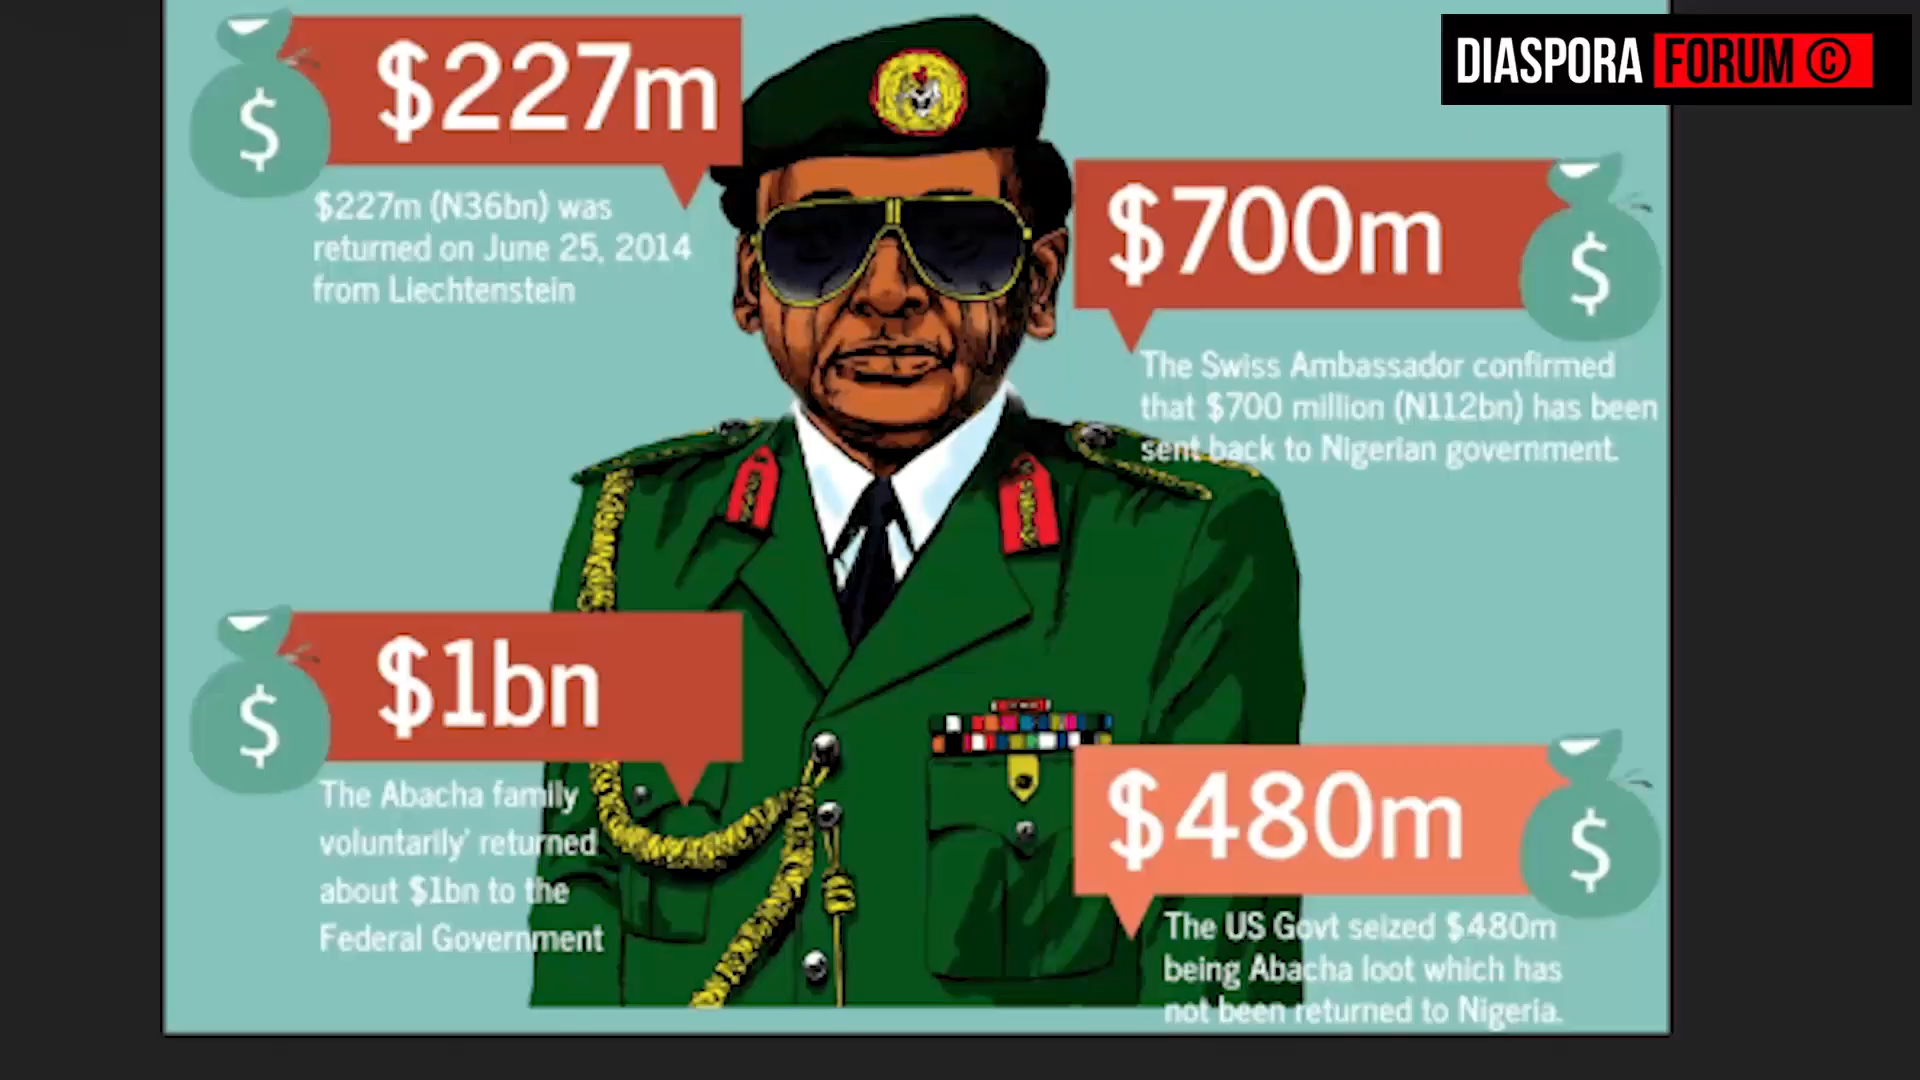 DIASPORA FORUM ©
$
$227m
$227m (N36bn) was
returned on June 25, 2014
from Liechtenstein
$700m
$
The Swiss Ambassador confirmed
that $700 million (N112bn) has been
sent back to Nigerian government.
$
$1bn
The Abacha family
voluntarily' returned
about $1bn to the
Federal Government
$480m
$
The US Govt seized $480m
being Abacha loot which has
not been returned to Nigeria.